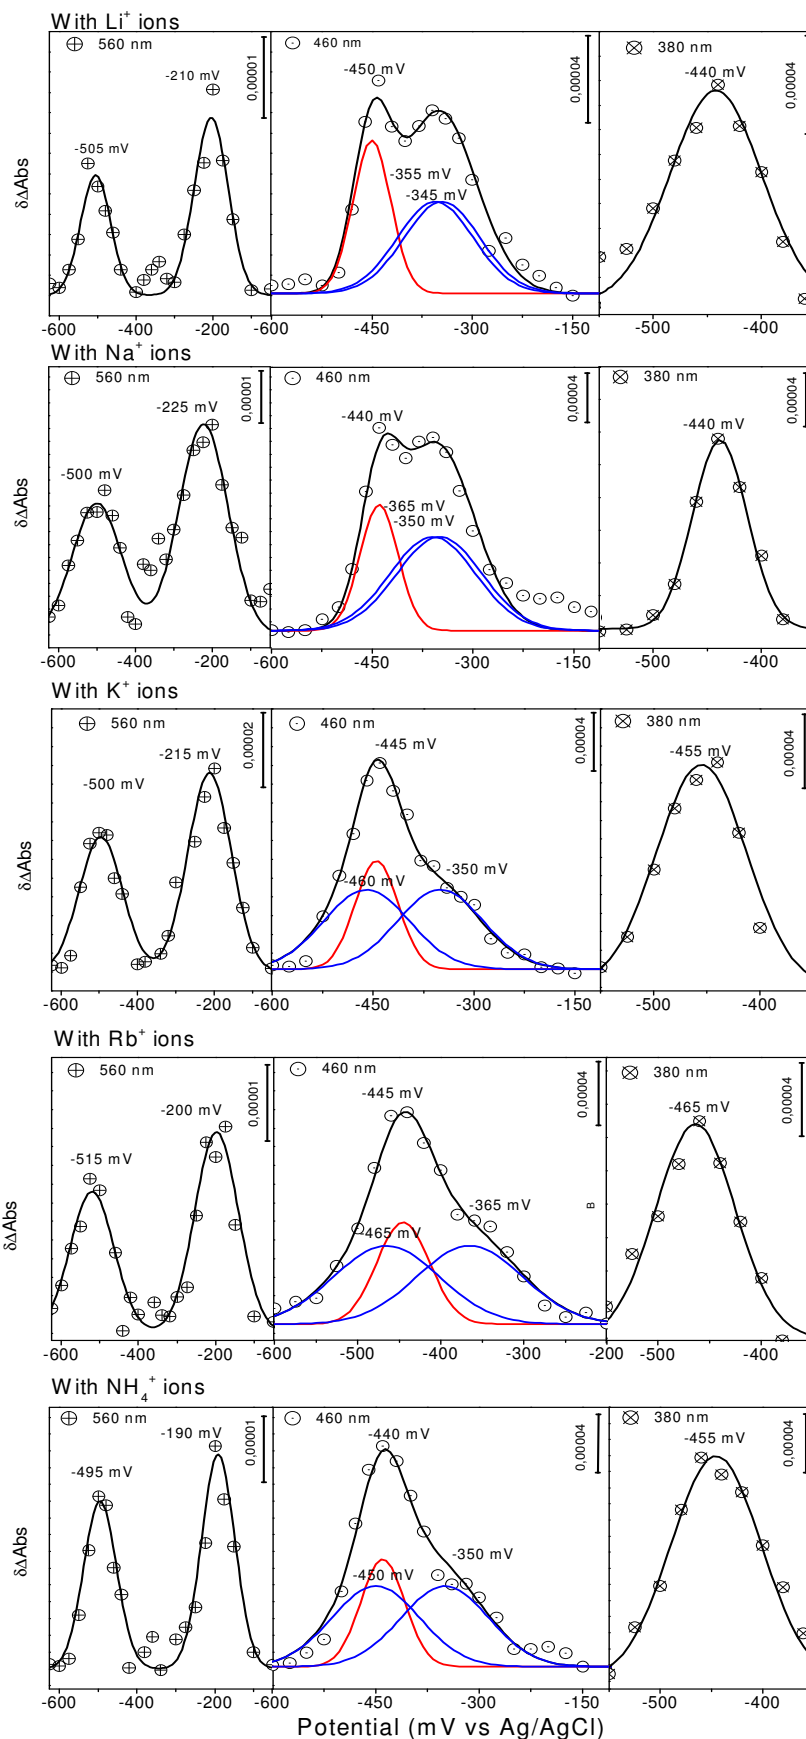 With Li⁺ ions
560 nm
460 nm
380 nm
-210 mV
-505 mV
0,00001
-450 mV
-355 mV
-345 mV
0,00004
-440 mV
0,00004
δΔAbs
-600 -400 -200 -600 -450 -300 -150 -500 -400
With Na⁺ ions
560 nm
460 nm
380 nm
-225 mV
-500 mV
0,00001
-440 mV
-365 mV
-350 mV
0,00004
-440 mV
0,00004
δΔAbs
-600 -400 -200 -600 -450 -300 -150 -500 -400
With K⁺ ions
560 nm
460 nm
380 nm
-215 mV
-500 mV
0,00002
-445 mV
-350 mV
-460 mV
0,00004
-455 mV
0,00004
δΔAbs
-600 -400 -200 -600 -450 -300 -150 -500 -400
With Rb⁺ ions
560 nm
460 nm
380 nm
-200 mV
-515 mV
0,00001
-445 mV
-365 mV
-465 mV
0,00004
B
-465 mV
0,00004
δΔAbs
-600 -400 -200 -600 -500 -400 -300 -200 -500 -400
With NH₄⁺ ions
560 nm
460 nm
380 nm
-190 mV
-495 mV
0,00001
-440 mV
-350 mV
-450 mV
0,00004
-455 mV
0,00004
δΔAbs
-600 -400 -200 -600 -450 -300 -150 -500 -400
Potential (mV vs Ag/AgCl)